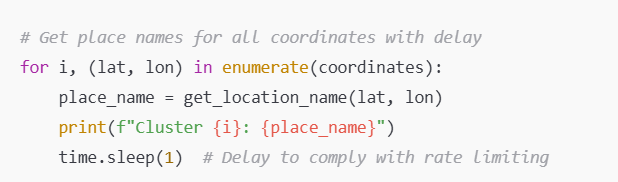 # Get place names for all coordinates with delay
for i, (lat, lon) in enumerate(coordinates):
    place_name = get_location_name(lat, lon)
    print(f"Cluster {i}: {place_name}")
    time.sleep(1)  # Delay to comply with rate limiting